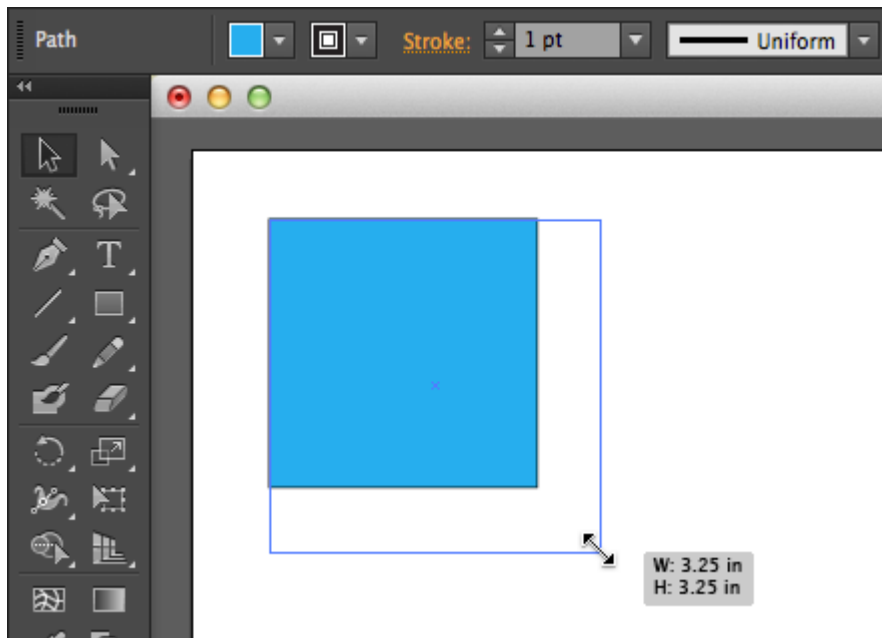 Path
Stroke:
1 pt
Uniform
T
W: 3.25 in
H: 3.25 in